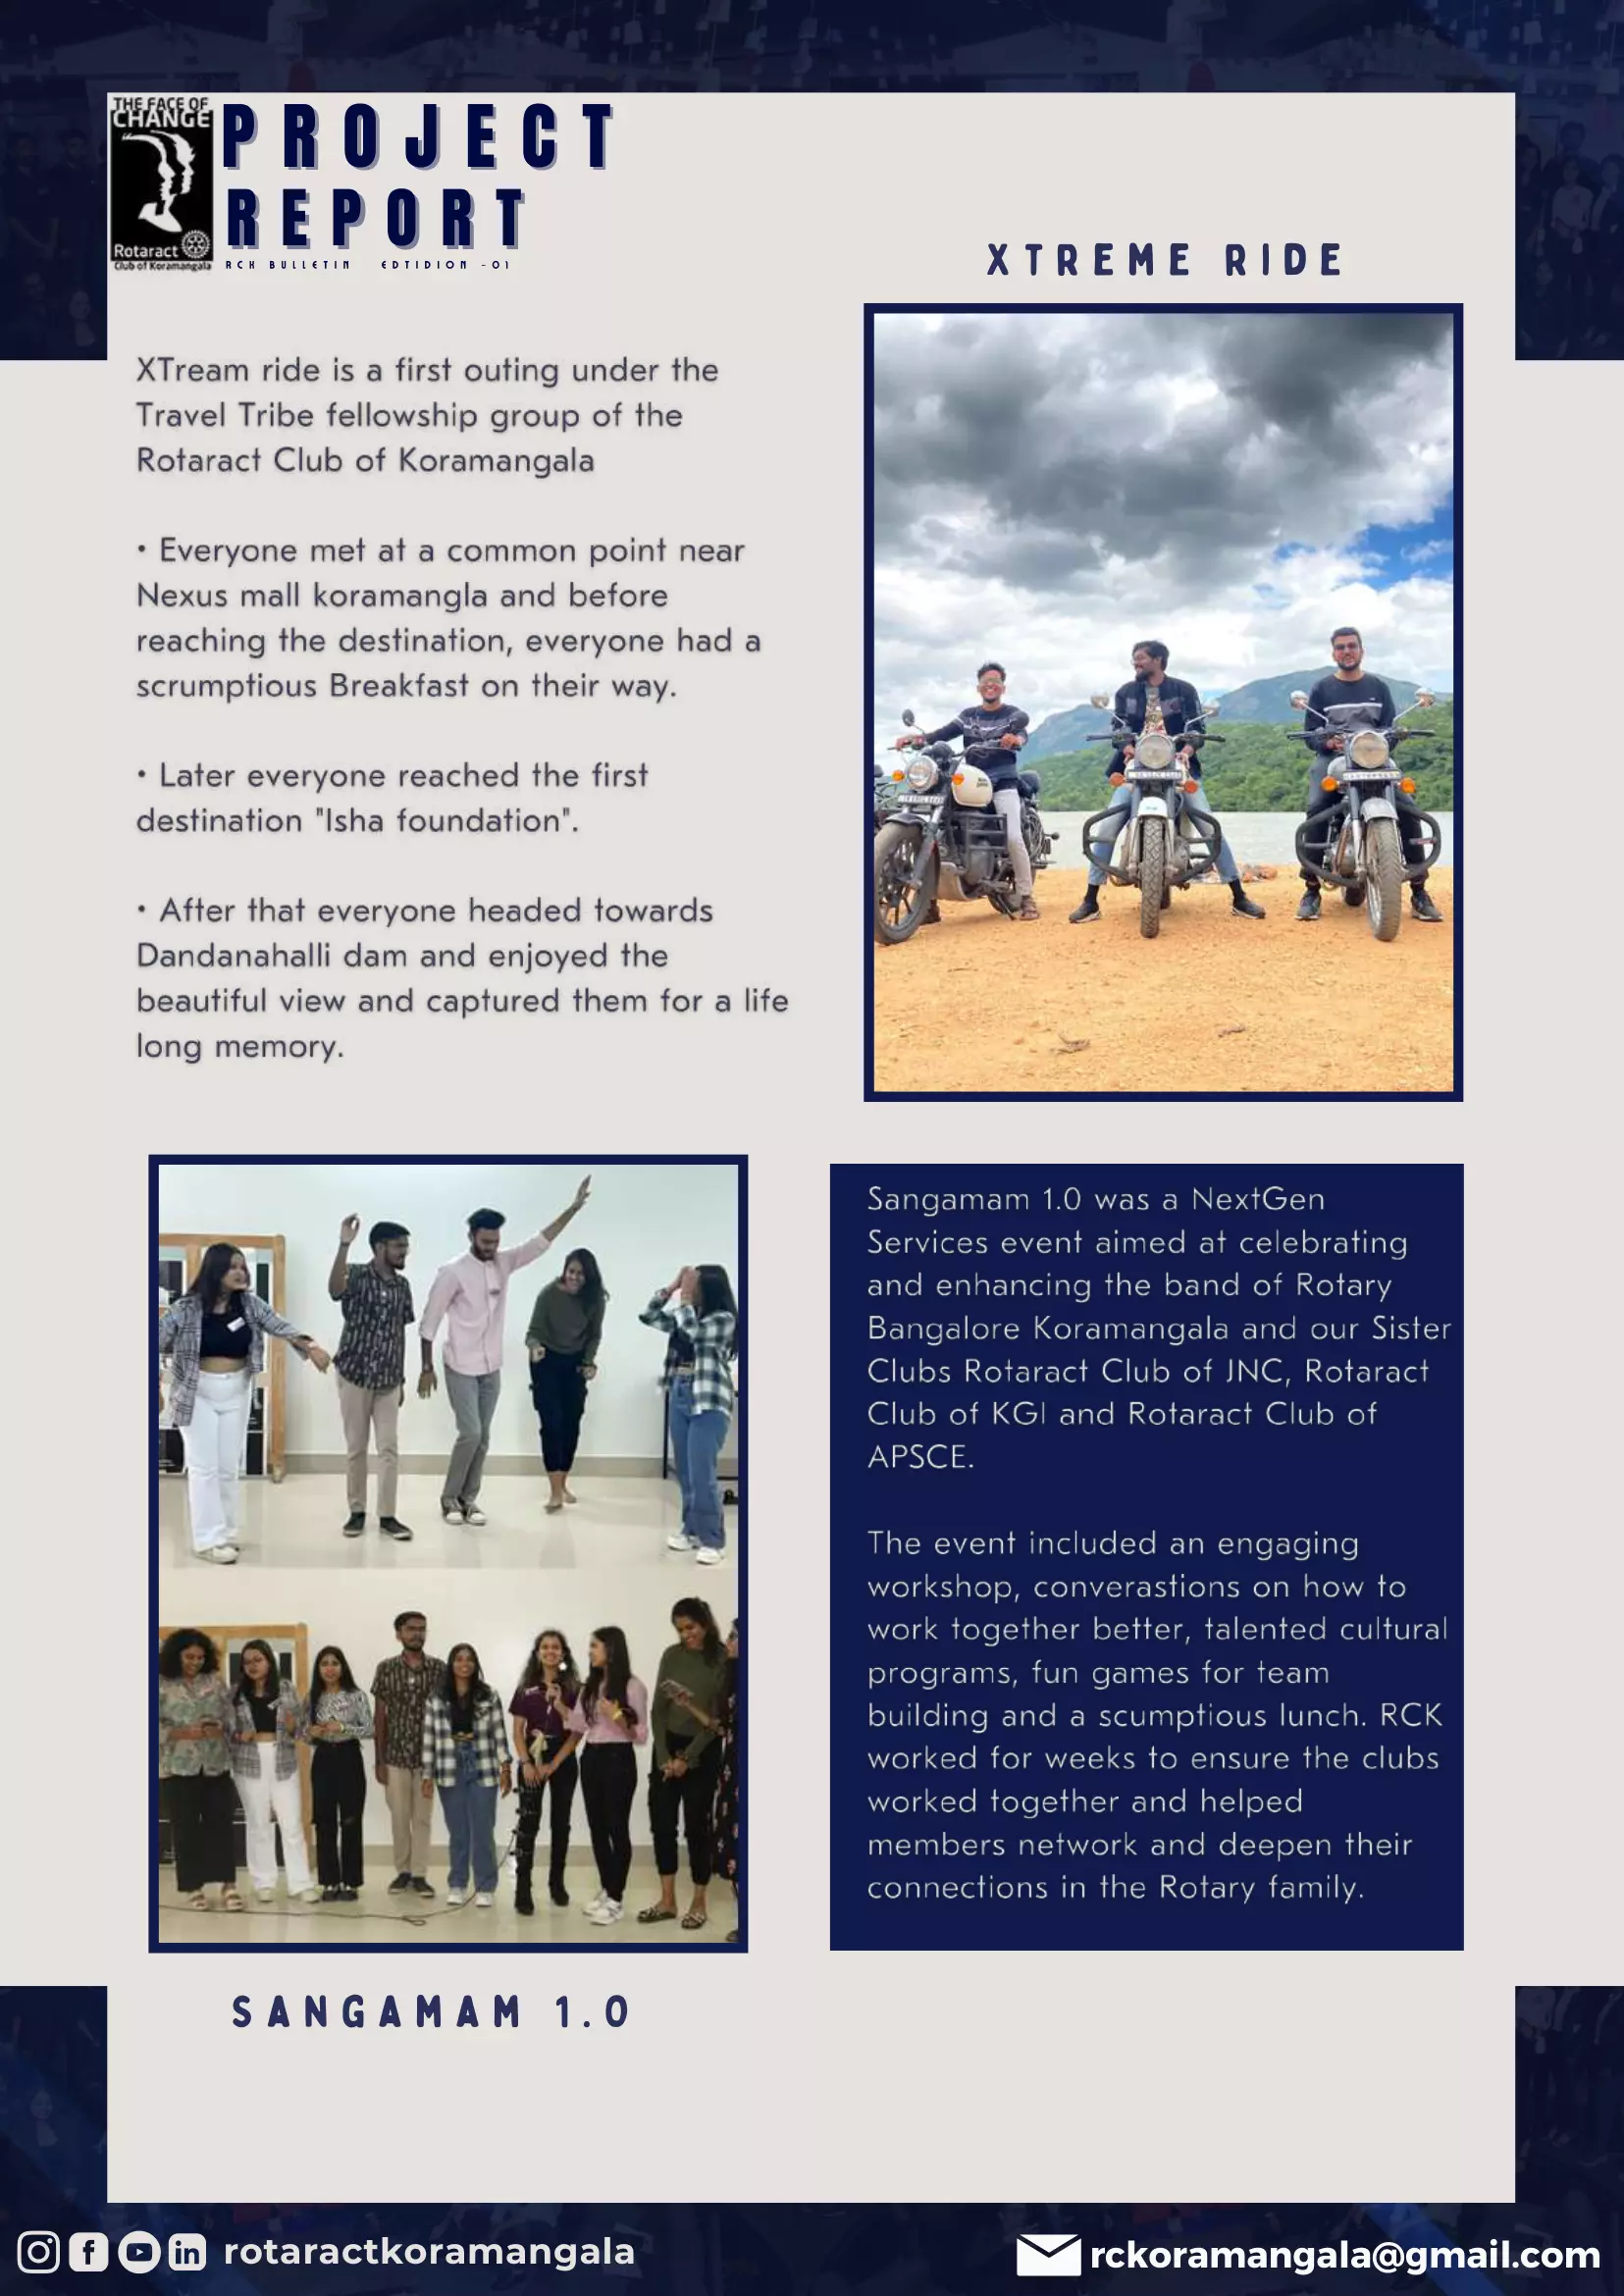 THE FACE OF
CHANGE
Rotaract
Club of Koramangala
PROJECT
REPORT
RCK BULLETIN EDTIDION -01
XTREME RIDE
XTream ride is a first outing under the
Travel Tribe fellowship group of the
Rotaract Club of Koramangala
• Everyone met at a common point near
Nexus mall koramangla and before
reaching the destination, everyone had a
scrumptious Breakfast on their way.
• Later everyone reached the first
destination "Isha foundation".
• After that everyone headed towards
Dandanahalli dam and enjoyed the
beautiful view and captured them for a life
long memory.
Sangamam 1.0 was a NextGen
Services event aimed at celebrating
and enhancing the band of Rotary
Bangalore Koramangala and our Sister
Clubs Rotaract Club of JNC, Rotaract
Club of KGI and Rotaract Club of
APSCE.
The event included an engaging
workshop, converastions on how to
work together better, talented cultural
programs, fun games for team
building and a scumptious lunch. RCK
worked for weeks to ensure the clubs
worked together and helped
members network and deepen their
connections in the Rotary family.
SANGAMAM 1.0
rotaractkoramangala
rckoramangala@gmail.com